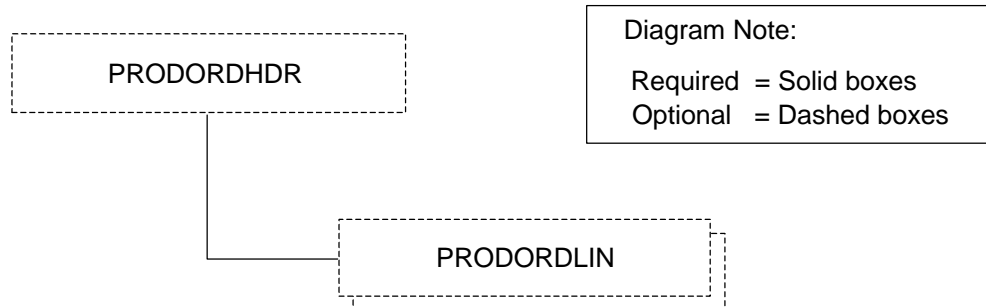 PRODORDHDR
Diagram Note:
Required = Solid boxes
Optional = Dashed boxes
PRODORDLIN